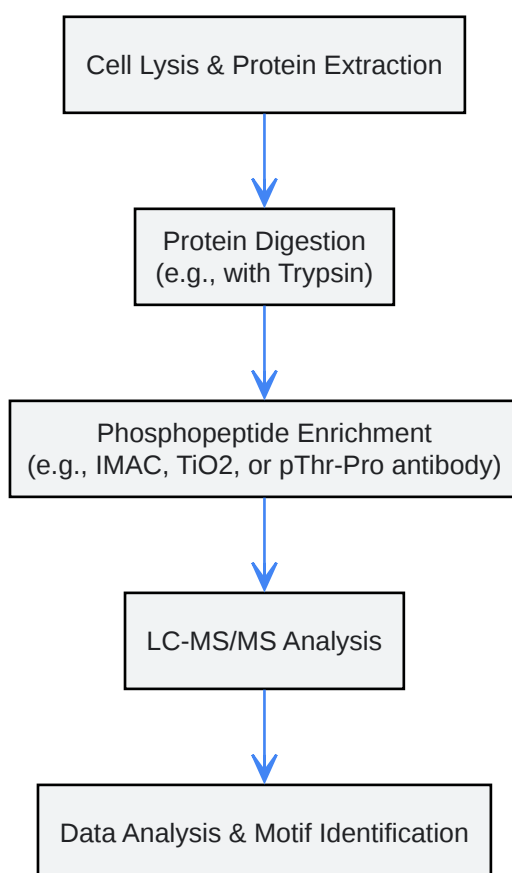 Cell Lysis & Protein Extraction
Protein Digestion
(e.g., with Trypsin)
Phosphopeptide Enrichment
(e.g., IMAC, TiO2, or pThr-Pro antibody)
LC-MS/MS Analysis
Data Analysis & Motif Identification